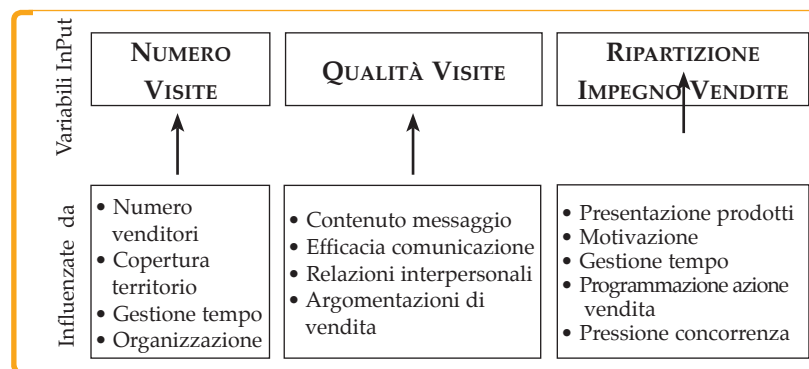 Variabili InPut
NUMERO
VISITE
QUALITÀ VISITE
RIPARTIZIONE
IMPEGNO VENDITE
Influenzate da
• Numero
venditori
• Copertura
territorio
• Gestione tempo
• Organizzazione
• Contenuto messaggio
• Efficacia comunicazione
• Relazioni interpersonali
• Argomentazioni di
vendita
• Presentazione prodotti
• Motivazione
• Gestione tempo
• Programmazione azione
vendita
• Pressione concorrenza